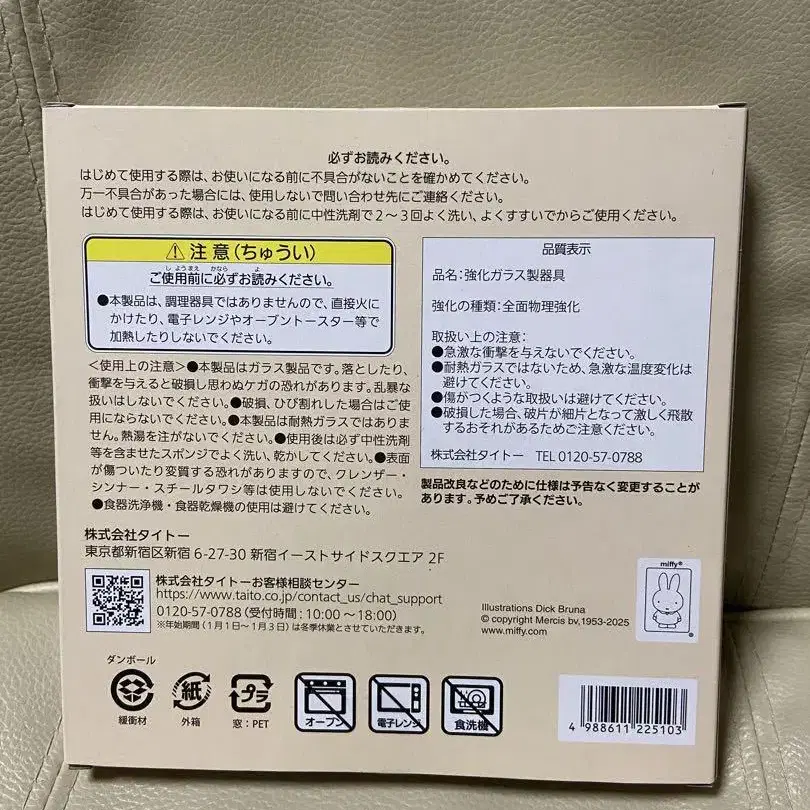 必ずお読みください。
はじめて使用する際は、お使いになる前に不具合がないことを確かめてください。
万一不具合があった場合には、使用しないで問い合わせ先にご連絡ください。
はじめて使用する際は、お使いになる前に中性洗剤で2～3回よく洗い、よくすすいでからご使用ください。
⚠注意(ちゅうい)
ご使用前に必ずお読みください。
●本製品は、調理器具ではありませんので、直接火に
かけたり、電子レンジやオーブントースター等で
加熱したりしないでください。
<使用上の注意>●本製品はガラス製品です。落としたり、
衝撃を与えると破損し思わぬケガの恐れがあります。乱暴な
扱いはしないでください。●破損、ひび割れした場合はご使
用にならないでください。●本製品は耐熱ガラスではありま
せん。熱湯を注がないでください。●使用後は必ず中性洗剤
等を含ませたスポンジでよく洗い、乾かしてください。●表面
が傷ついたり変質する恐れがありますので、クレンザー・
シンナー・スチールタワシ等は使用しないでください。
●食器洗浄機・食器乾燥機の使用は避けてください。
品質表示
品名:強化ガラス製器具
強化の種類:全面物理強化
取扱い上の注意:
●急激な衝撃を与えないでください。
●耐熱ガラスではないため、急激な温度変化は
避けてください。
●傷がつくような取扱いは避けてください。
●破損した場合、破片が細片となって激しく飛散
するおそれがあるためご注意ください。
株式会社タイトー TEL 0120-57-0788
製品改良などのために仕様は予告なく変更することが
あります。予めご了承ください。
株式会社タイトー
東京都新宿区新宿 6-27-30 新宿イーストサイドスクエア 2F
株式会社タイトーお客様相談センター
https://www.taito.co.jp/contact_us/chat_support
0120-57-0788(受付時間:10:00～18:00)
※年始期間(1月1日～1月3日)は冬季休業とさせていただきます。
miffy®
Illustrations Dick Bruna
© copyright Mercis bv,1953-2025
www.miffy.com
ダンボール
緩衝材
紙
外箱
プラ
窓:PET
オーブン
電子レンジ
食洗機
4 988611 225103